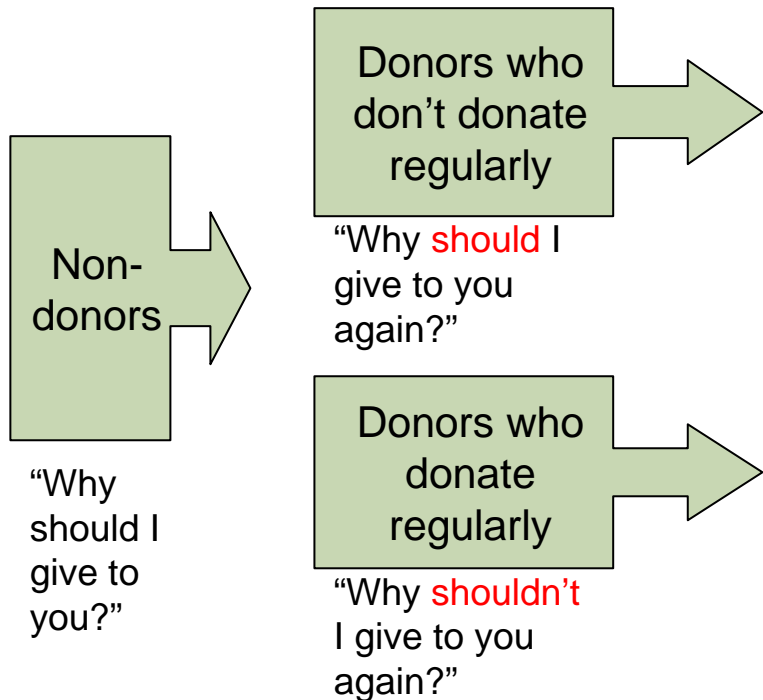 Non-
donors
“Why
should I
give to
you?”
Donors who
don’t donate
regularly
“Why should I
give to you
again?”
Donors who
donate
regularly
“Why shouldn’t
I give to you
again?”